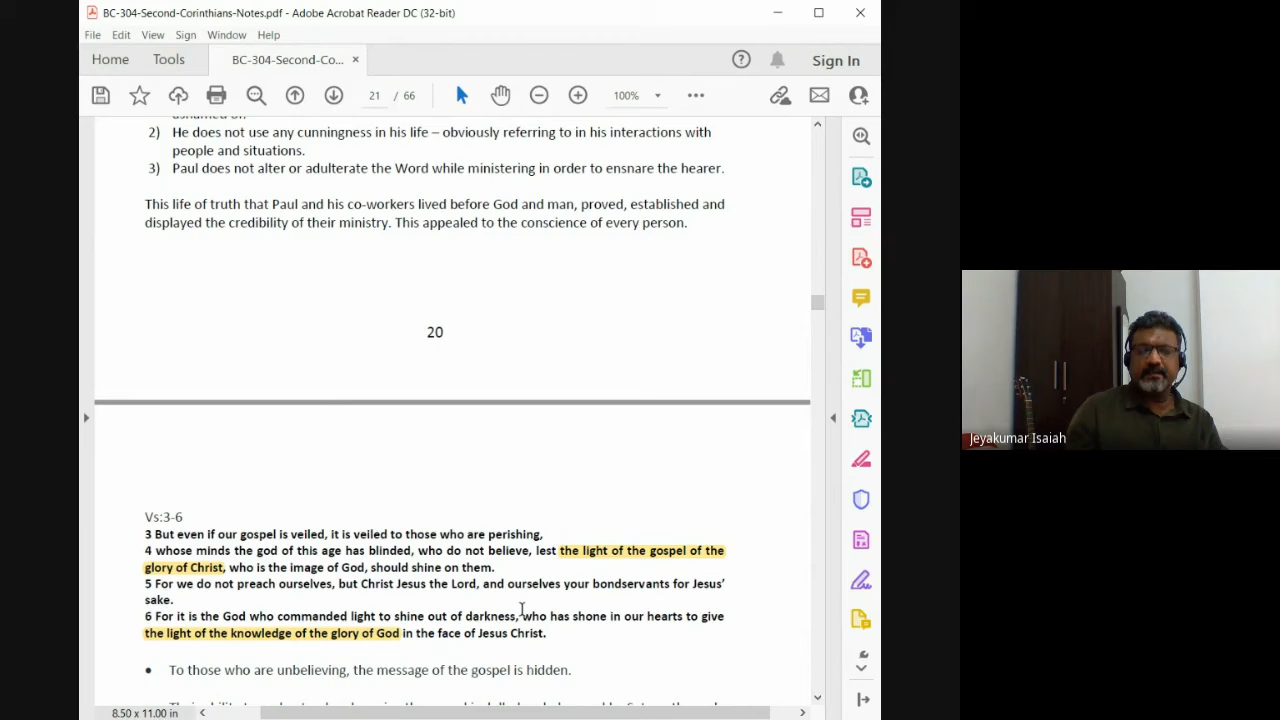 BC-304-Second-Corinthians-Notes.pdf - Adobe Acrobat Reader DC (32-bit)
File Edit View Sign Window Help
Home Tools BC-304-Second-Co... × Sign In
21 / 66 100%
2) He does not use any cunningness in his life – obviously referring to in his interactions with
people and situations.
3) Paul does not alter or adulterate the Word while ministering in order to ensnare the hearer.
This life of truth that Paul and his co-workers lived before God and man, proved, established and
displayed the credibility of their ministry. This appealed to the conscience of every person.
20
Vs:3-6
3 But even if our gospel is veiled, it is veiled to those who are perishing,
4 whose minds the god of this age has blinded, who do not believe, lest the light of the gospel of the
glory of Christ, who is the image of God, should shine on them.
5 For we do not preach ourselves, but Christ Jesus the Lord, and ourselves your bondservants for Jesus’
sake.
6 For it is the God who commanded light to shine out of darkness, who has shone in our hearts to give
the light of the knowledge of the glory of God in the face of Jesus Christ.
• To those who are unbelieving, the message of the gospel is hidden.
8.50 x 11.00 in
Jeyakumar Isaiah